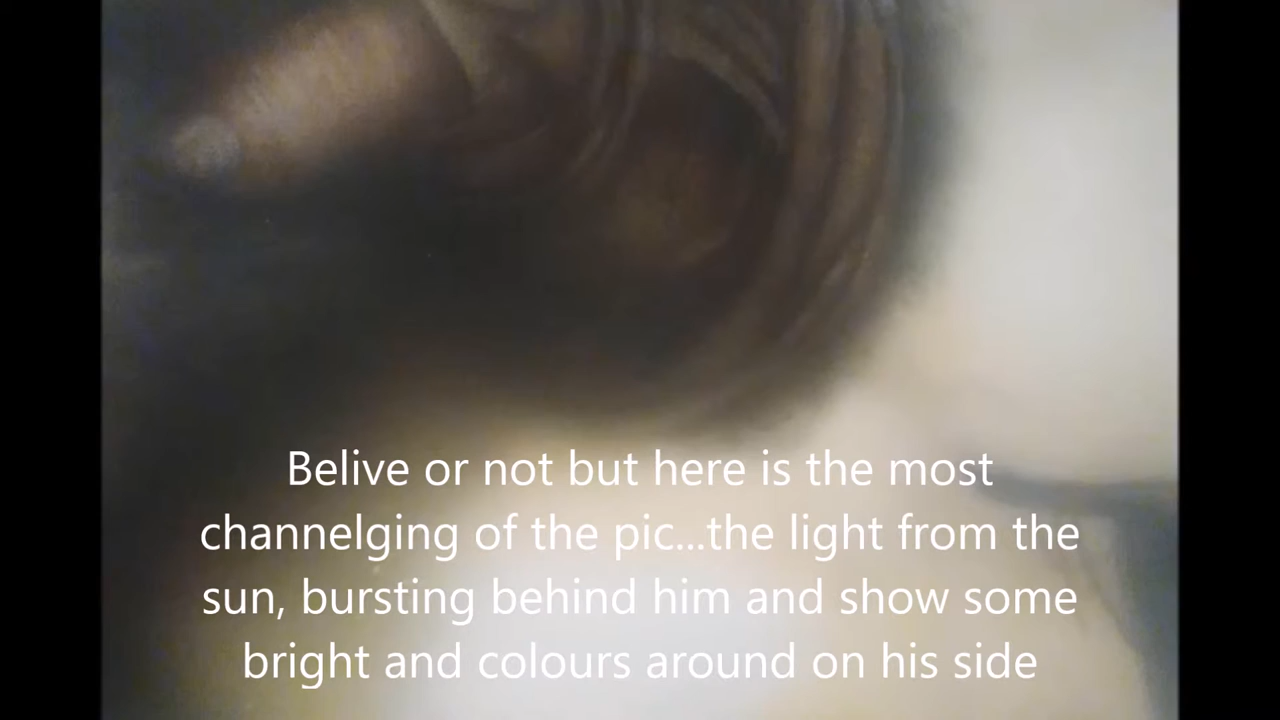 Belive or not but here is the most
channelging of the pic...the light from the
sun, bursting behind him and show some
bright and colours around on his side